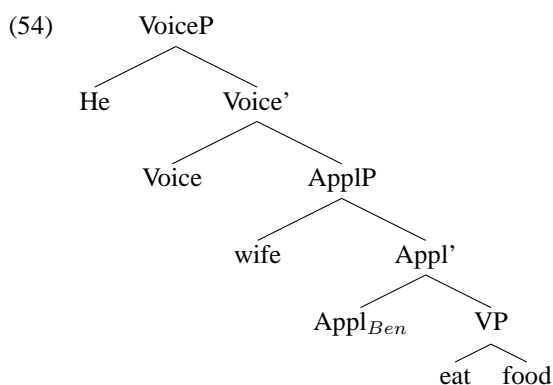 (54) VoiceP
He Voice’
Voice ApplP
wife Appl’
Appl_Ben VP
eat food